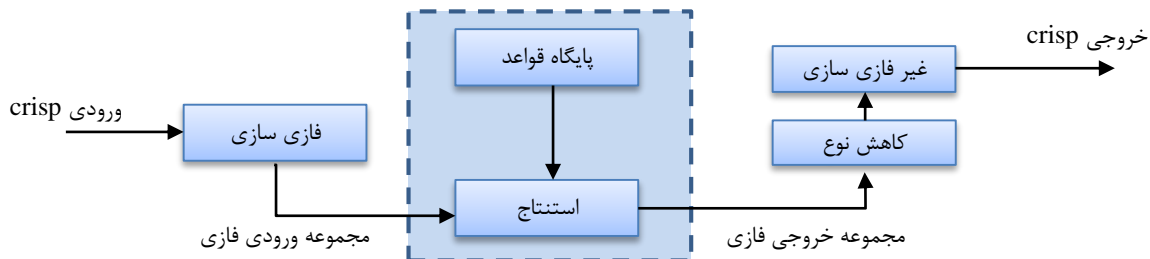 ورودی crisp
فازی سازی
مجموعه ورودی فازی
پایگاه قواعد
استنتاج
مجموعه خروجی فازی
کاهش نوع
غیر فازی سازی
خروجی crisp